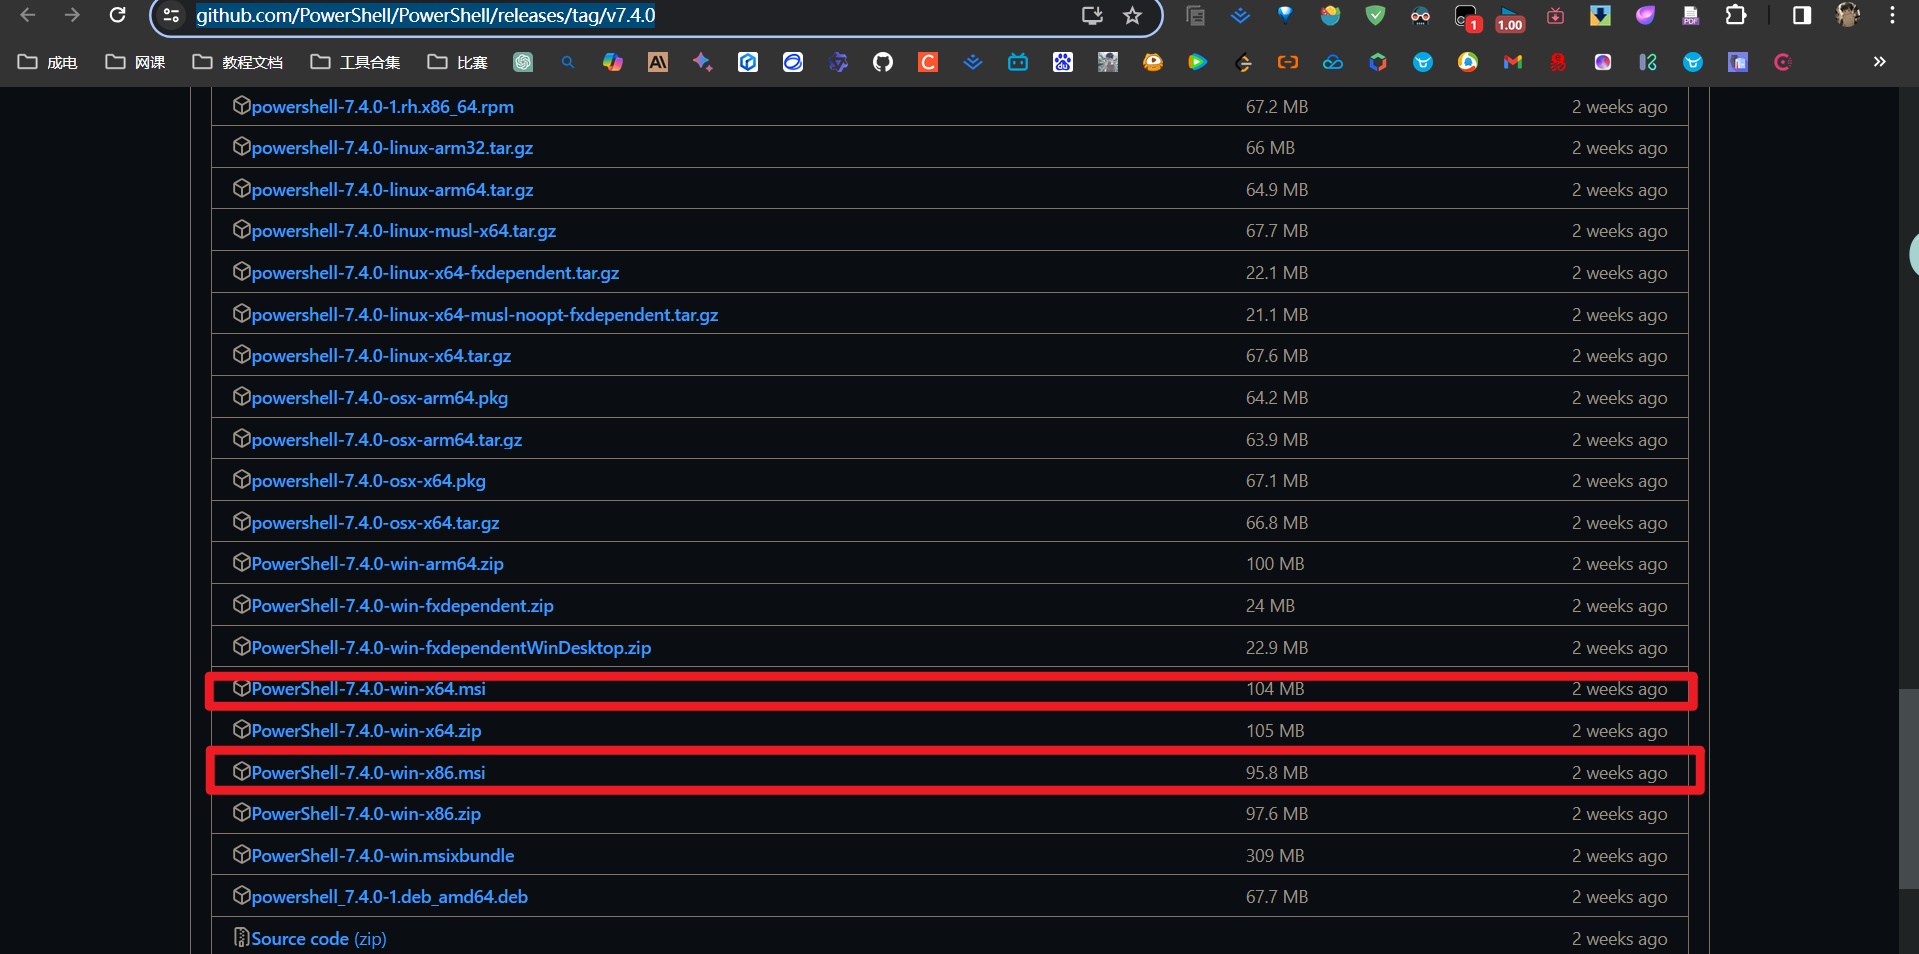 github.com/PowerShell/PowerShell/releases/tag/v7.4.0
1 1.00 PDF
成电 网课 教程文档 工具合集 比赛
powershell-7.4.0-1.rh.x86_64.rpm 67.2 MB 2 weeks ago
powershell-7.4.0-linux-arm32.tar.gz 66 MB 2 weeks ago
powershell-7.4.0-linux-arm64.tar.gz 64.9 MB 2 weeks ago
powershell-7.4.0-linux-musl-x64.tar.gz 67.7 MB 2 weeks ago
powershell-7.4.0-linux-x64-fxdependent.tar.gz 22.1 MB 2 weeks ago
powershell-7.4.0-linux-x64-musl-noopt-fxdependent.tar.gz 21.1 MB 2 weeks ago
powershell-7.4.0-linux-x64.tar.gz 67.6 MB 2 weeks ago
powershell-7.4.0-osx-arm64.pkg 64.2 MB 2 weeks ago
powershell-7.4.0-osx-arm64.tar.gz 63.9 MB 2 weeks ago
powershell-7.4.0-osx-x64.pkg 67.1 MB 2 weeks ago
powershell-7.4.0-osx-x64.tar.gz 66.8 MB 2 weeks ago
PowerShell-7.4.0-win-arm64.zip 100 MB 2 weeks ago
PowerShell-7.4.0-win-fxdependent.zip 24 MB 2 weeks ago
PowerShell-7.4.0-win-fxdependentWinDesktop.zip 22.9 MB 2 weeks ago
PowerShell-7.4.0-win-x64.msi 104 MB 2 weeks ago
PowerShell-7.4.0-win-x64.zip 105 MB 2 weeks ago
PowerShell-7.4.0-win-x86.msi 95.8 MB 2 weeks ago
PowerShell-7.4.0-win-x86.zip 97.6 MB 2 weeks ago
PowerShell-7.4.0-win.msixbundle 309 MB 2 weeks ago
powershell_7.4.0-1.deb_amd64.deb 67.7 MB 2 weeks ago
Source code (zip) 2 weeks ago